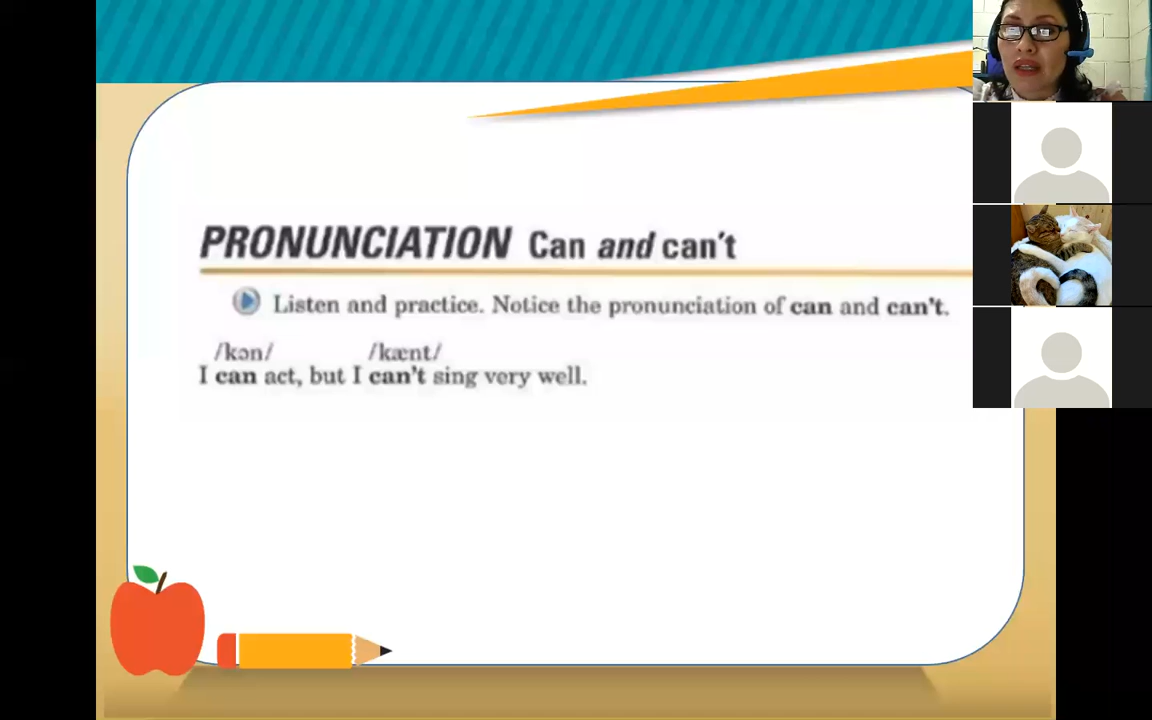 PRONUNCIATION Can and can't
Listen and practice. Notice the pronunciation of can and can't.
/kən/ /kænt/
I can act, but I can't sing very well.